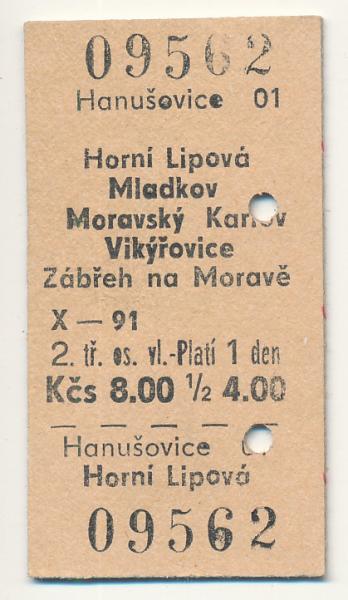 09562
Hanušovice 01
Horní Lipová
Mladkov
Moravský Karlov
Vikýřovice
Zábřeh na Moravě
X — 91
2. tř. os. vl.-Platí 1 den
Kčs 8.00 ½ 4.00
Hanušovice 01
Horní Lipová
09562